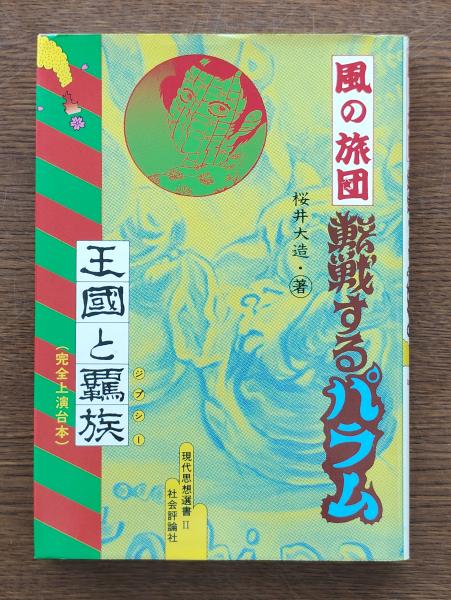 風の旅団
転戦するパラム
桜井大造・著
王國と羈族
ジプシー
(完全上演台本)
現代思想選書Ⅱ
社会評論社